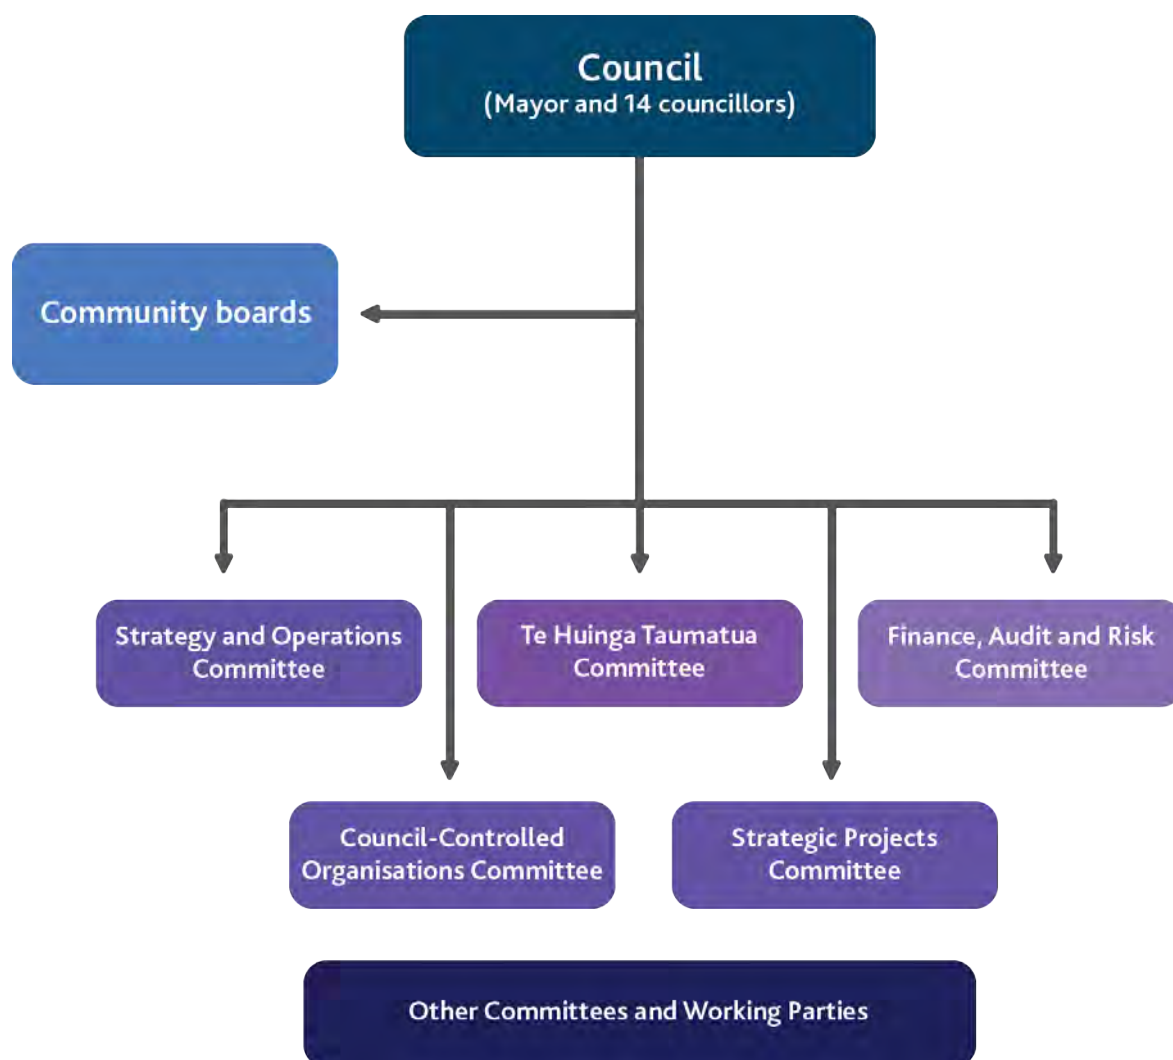 Council
(Mayor and 14 councillors)
Community boards
Strategy and Operations
Committee
Te Huinga Taumatua
Committee
Finance, Audit and Risk
Committee
Council-Controlled
Organisations Committee
Strategic Projects
Committee
Other Committees and Working Parties